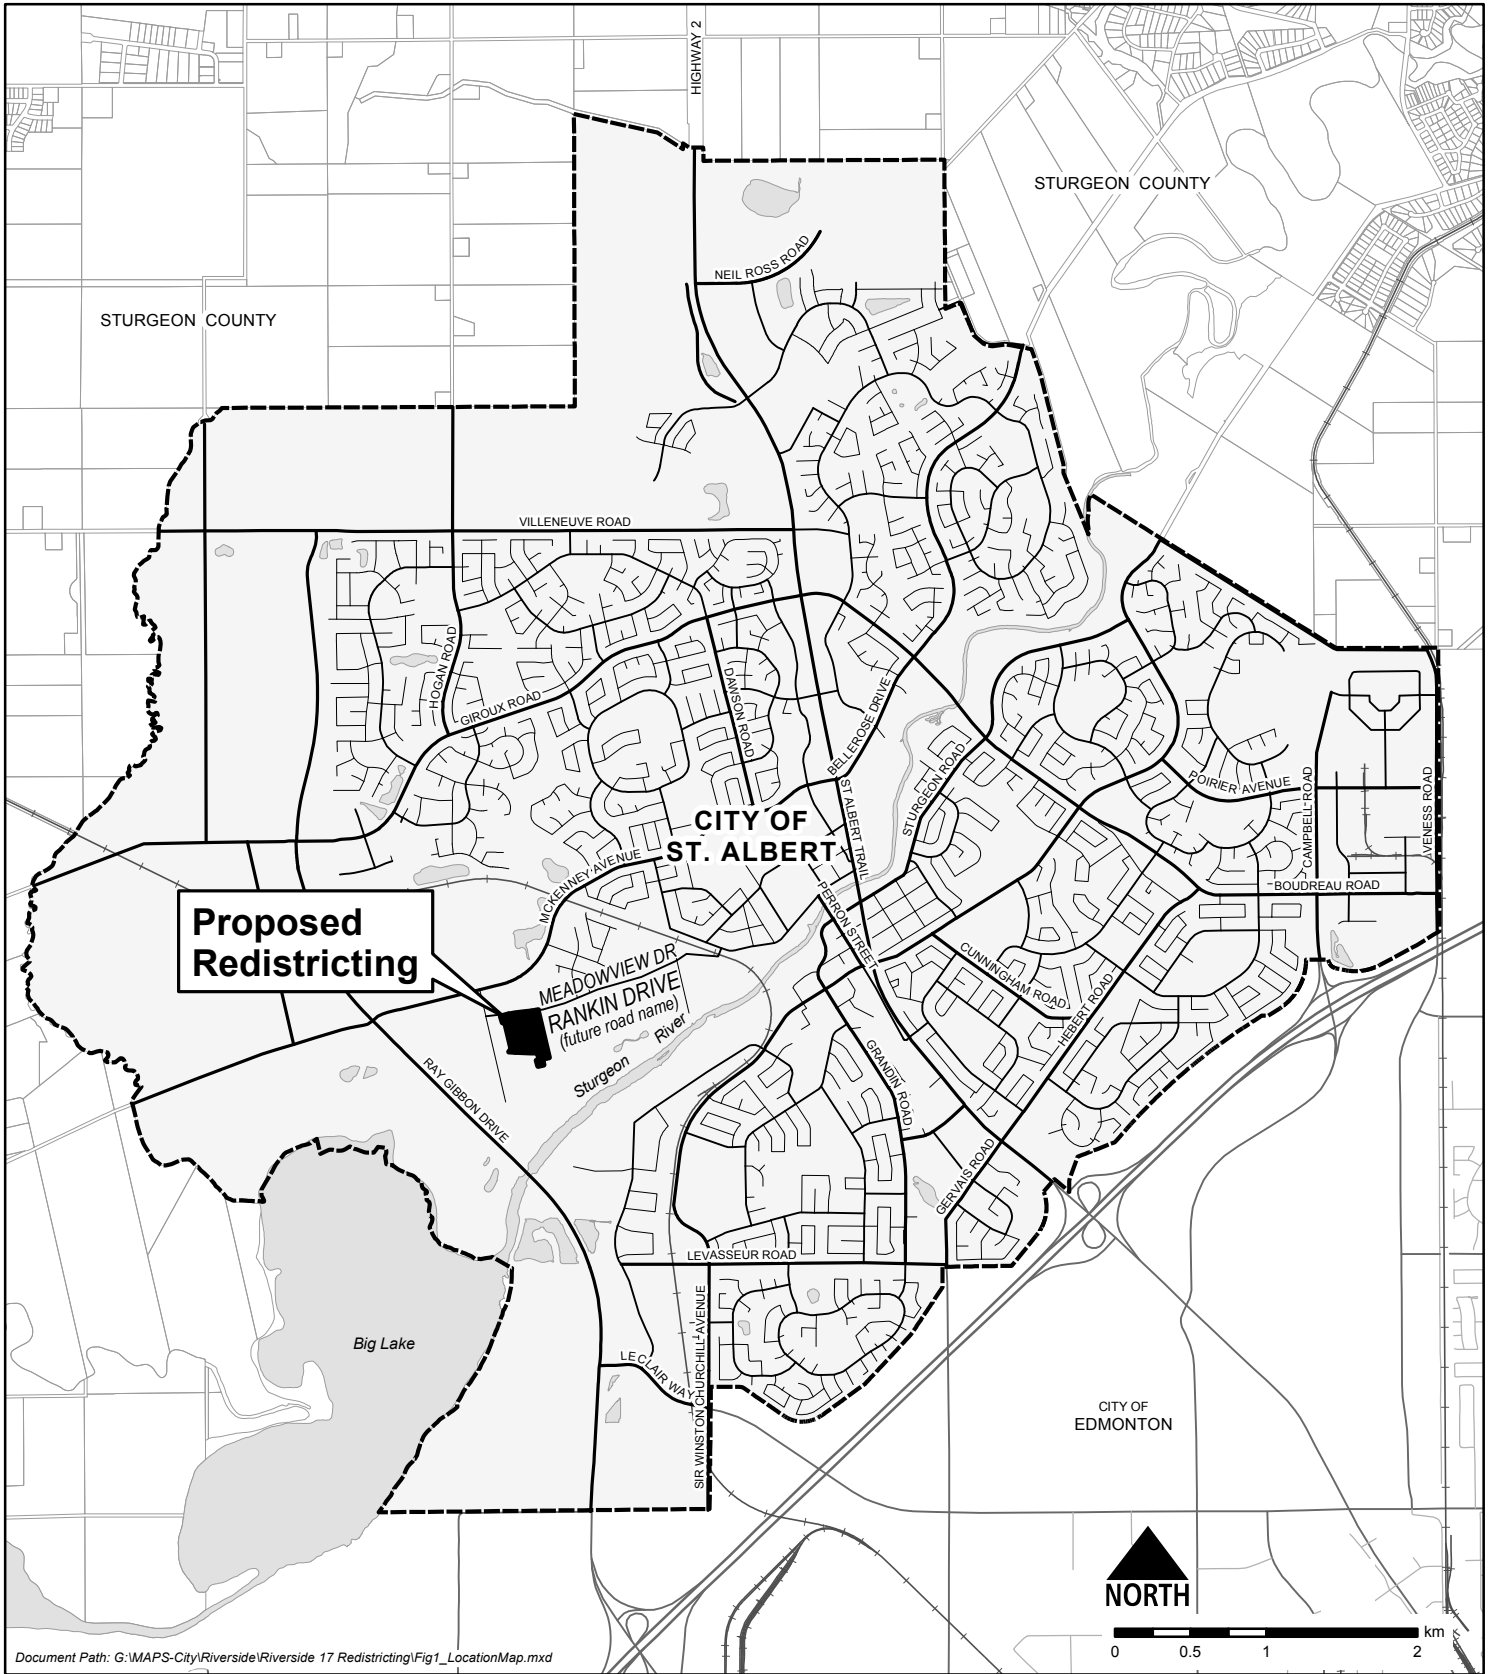 HIGHWAY 2
STURGEON COUNTY
NEIL ROSS ROAD
STURGEON COUNTY
VILLENEUVE ROAD
HOGAN ROAD
GIROUX ROAD
DAWSON ROAD
BELLEROSE DRIVE
STURGEON ROAD
POIRIER AVENUE
CAMPBELL ROAD
VENESS ROAD
CITY OF
ST. ALBERT
ST ALBERT TRAIL
MCKENNEY AVENUE
PERRON STREET
BOUDREAU ROAD
Proposed
Redistricting
MEADOWVIEW DR
RANKIN DRIVE
(future road name)
CUNNINGHAM ROAD
HEBERT ROAD
Sturgeon River
RAY GIBBON DRIVE
GRANDIN ROAD
GERVAIS ROAD
LEVASSEUR ROAD
Big Lake
LECLAIR WAY
SIR WINSTON CHURCHILL AVENUE
CITY OF
EDMONTON
NORTH
km
0 0.5 1 2
Document Path: G:\MAPS-City\Riverside\Riverside 17 Redistricting\Fig1_LocationMap.mxd